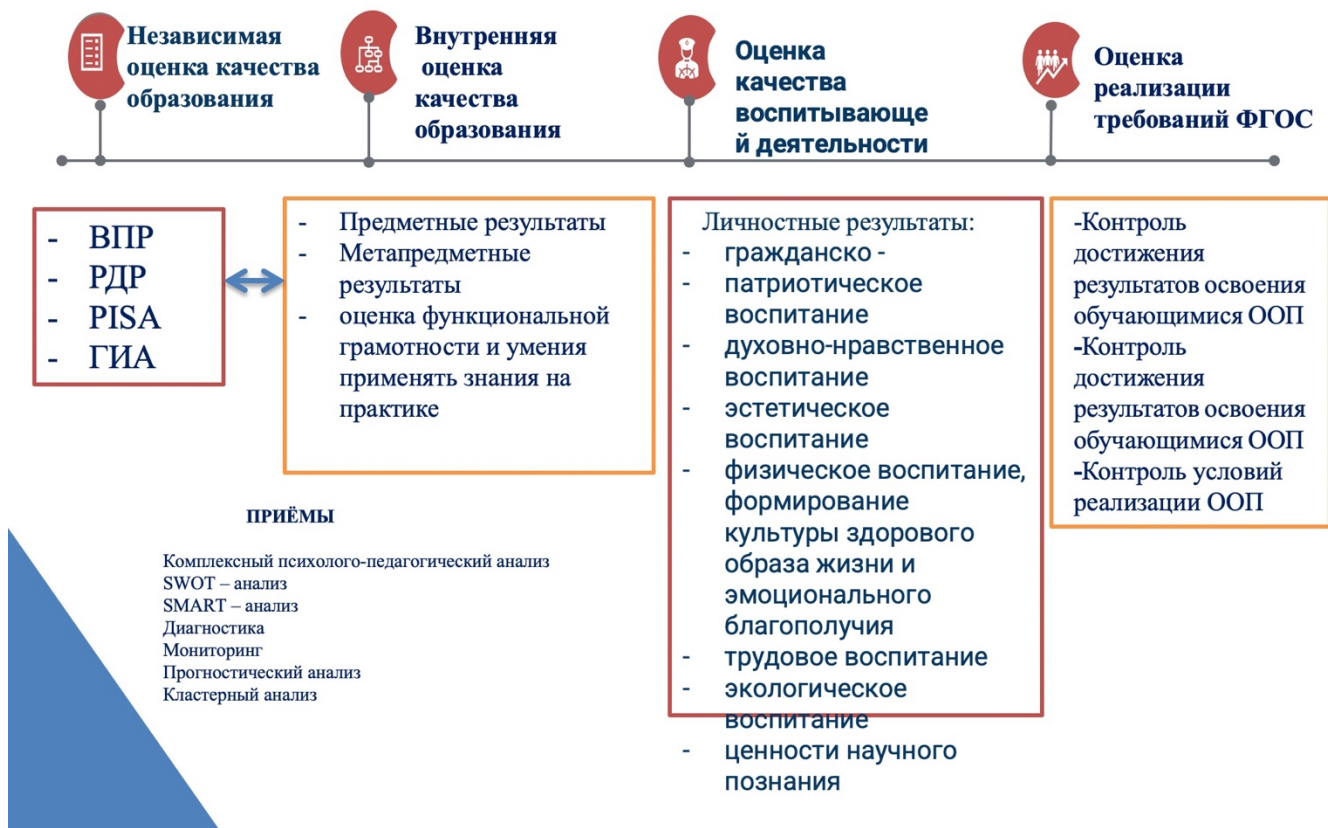 Независимая
оценка качества
образования
Внутренняя
оценка
качества
образования
Оценка
качества
воспитывающе
й деятельности
Оценка
реализации
требований ФГОС
- ВПР
- РДР
- PISA
- ГИА
- Предметные результаты
- Метапредметные
результаты
- оценка функциональной
грамотности и умения
применять знания на
практике
Личностные результаты:
- гражданско -
- патриотическое
воспитание
- духовно-нравственное
воспитание
- эстетическое
воспитание
- физическое воспитание,
формирование
культуры здорового
образа жизни и
эмоционального
благополучия
- трудовое воспитание
- экологическое
воспитание
- ценности научного
познания
-Контроль
достижения
результатов освоения
обучающимися ООП
-Контроль
достижения
результатов освоения
обучающимися ООП
-Контроль условий
реализации ООП
ПРИЁМЫ
Комплексный психолого-педагогический анализ
SWOT – анализ
SMART – анализ
Диагностика
Мониторинг
Прогностический анализ
Кластерный анализ